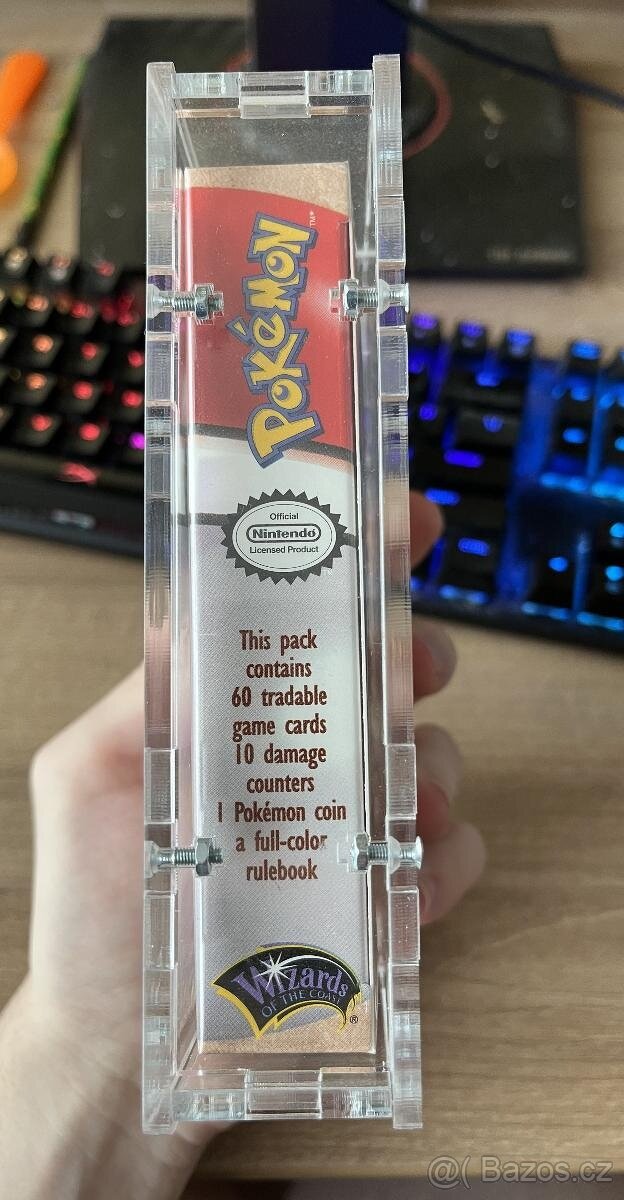 POKéMON™
Official
Nintendo
Licensed Product
This pack
contains
60 tradable
game cards
10 damage
counters
1 Pokémon coin
a full-color
rulebook
Wizards
OF THE COAST
®
@( Bazos.cz